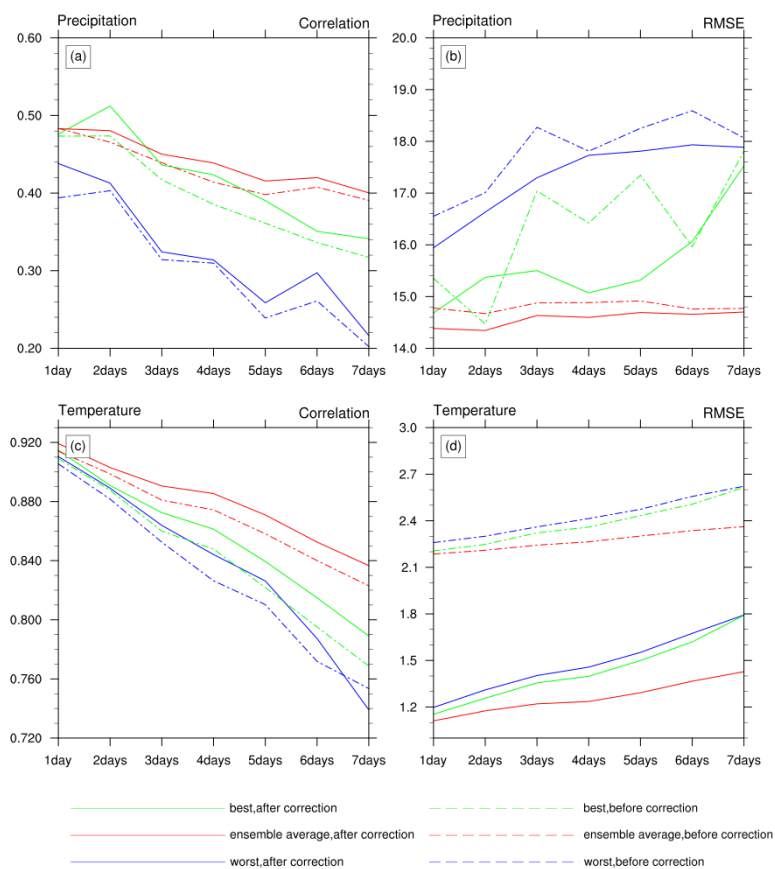 Precipitation Correlation
(a)
0.60
0.50
0.40
0.30
0.20
1day 2days 3days 4days 5days 6days 7days
Precipitation RMSE
(b)
20.0
19.0
18.0
17.0
16.0
15.0
14.0
1day 2days 3days 4days 5days 6days 7days
Temperature Correlation
(c)
0.920
0.880
0.840
0.800
0.760
0.720
1day 2days 3days 4days 5days 6days 7days
Temperature RMSE
(d)
3.0
2.7
2.4
2.1
1.8
1.5
1.2
1day 2days 3days 4days 5days 6days 7days
best,after correction best,before correction
ensemble average,after correction ensemble average,before correction
worst,after correction worst,before correction